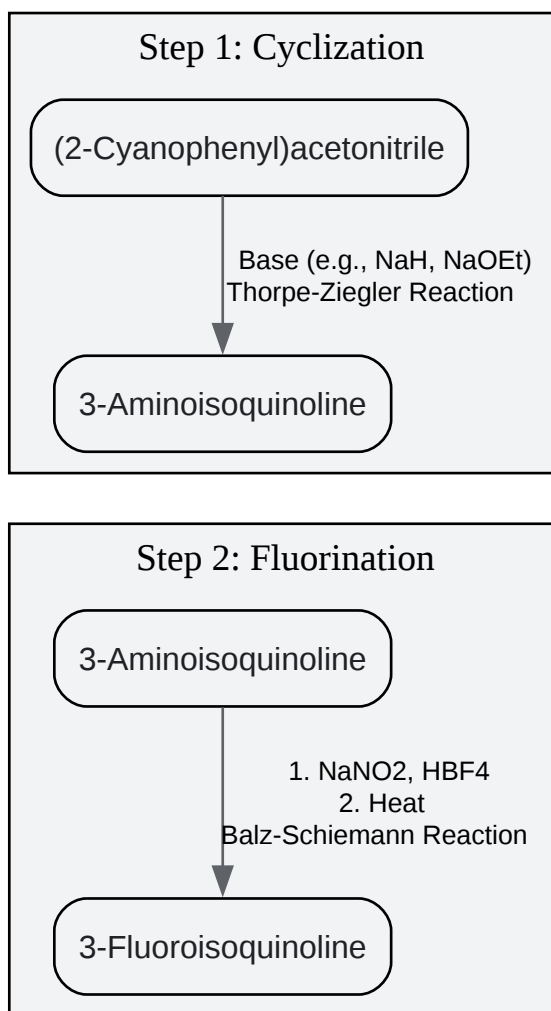 Step 1: Cyclization
(2-Cyanophenyl)acetonitrile
Base (e.g., NaH, NaOEt)
Thorpe-Ziegler Reaction
3-Aminoisoquinoline
Step 2: Fluorination
3-Aminoisoquinoline
1. NaNO2, HBF4
2. Heat
Balz-Schiemann Reaction
3-Fluoroisoquinoline